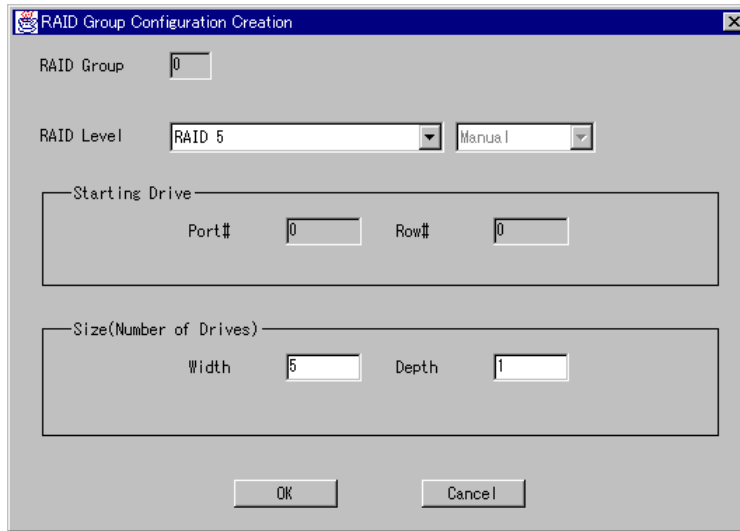 RAID Group Configuration Creation
RAID Group 0
RAID Level RAID 5 Manual
Starting Drive
Port# 0 Row# 0
Size(Number of Drives)
Width 5 Depth 1
OK Cancel